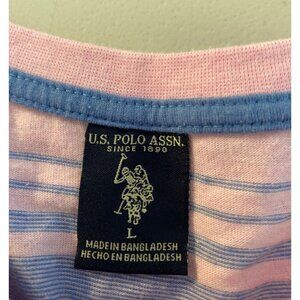 U.S. POLO ASSN.
SINCE 1890
L
MADE IN BANGLADESH
HECHO EN BANGLADESH